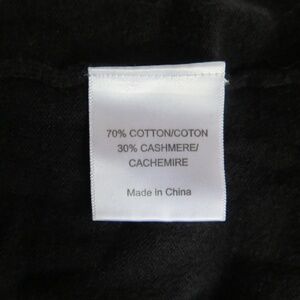 70% COTTON/COTON
30% CASHMERE/
CACHEMIRE
Made in China